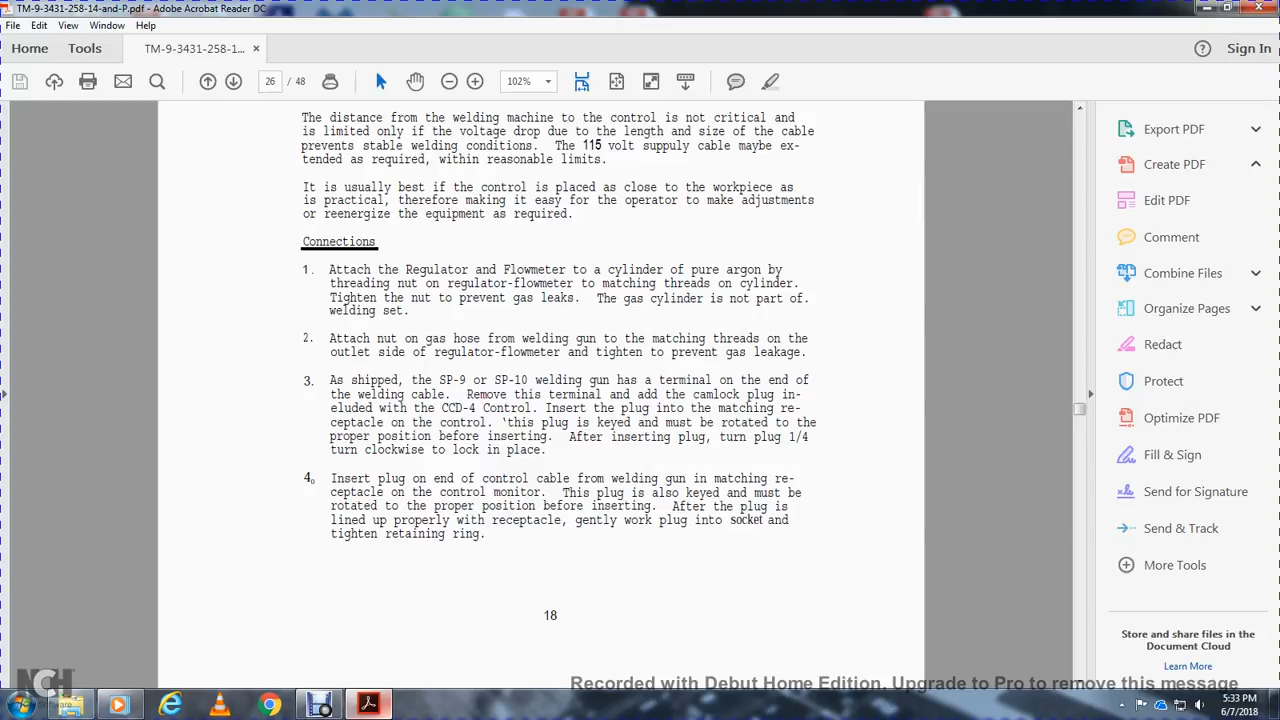 TM-9-3431-258-14-and-P.pdf - Adobe Acrobat Reader DC
File Edit View Window Help
Home Tools TM-9-3431-258-1... × Sign In
26 / 48 102%
The distance from the welding machine to the control is not critical and
is limited only if the voltage drop due to the length and size of the cable
prevents stable welding conditions. The 115 volt suppuly cable maybe ex-
tended as required, within reasonable limits.
It is usually best if the control is placed as close to the workpiece as
is practical, therefore making it easy for the operator to make adjustments
or reenergize the equipment as required.
Connections
1. Attach the Regulator and Flowmeter to a cylinder of pure argon by
threading nut on regulator-flowmeter to matching threads on cylinder.
Tighten the nut to prevent gas leaks. The gas cylinder is not part of.
welding set.
2. Attach nut on gas hose from welding gun to the matching threads on the
outlet side of regulator-flowmeter and tighten to prevent gas leakage.
3. As shipped, the SP-9 or SP-10 welding gun has a terminal on the end of
the welding cable. Remove this terminal and add the camlock plug in-
eluded with the CCD-4 Control. Insert the plug into the matching re-
ceptacle on the control. 'this plug is keyed and must be rotated to the
proper position before inserting. After inserting plug, turn plug 1/4
turn clockwise to lock in place.
4o Insert plug on end of control cable from welding gun in matching re-
ceptacle on the control monitor. This plug is also keyed and must be
rotated to the proper position before inserting. After the plug is
lined up properly with receptacle, gently work plug into socket and
tighten retaining ring.
18
Export PDF
Create PDF
Edit PDF
Comment
Combine Files
Organize Pages
Redact
Protect
Optimize PDF
Fill & Sign
Send for Signature
Send & Track
More Tools
Store and share files in the
Document Cloud
Learn More
NCH
Software
Recorded with Debut Home Edition. Upgrade to Pro to remove this message
5:33 PM
6/7/2018